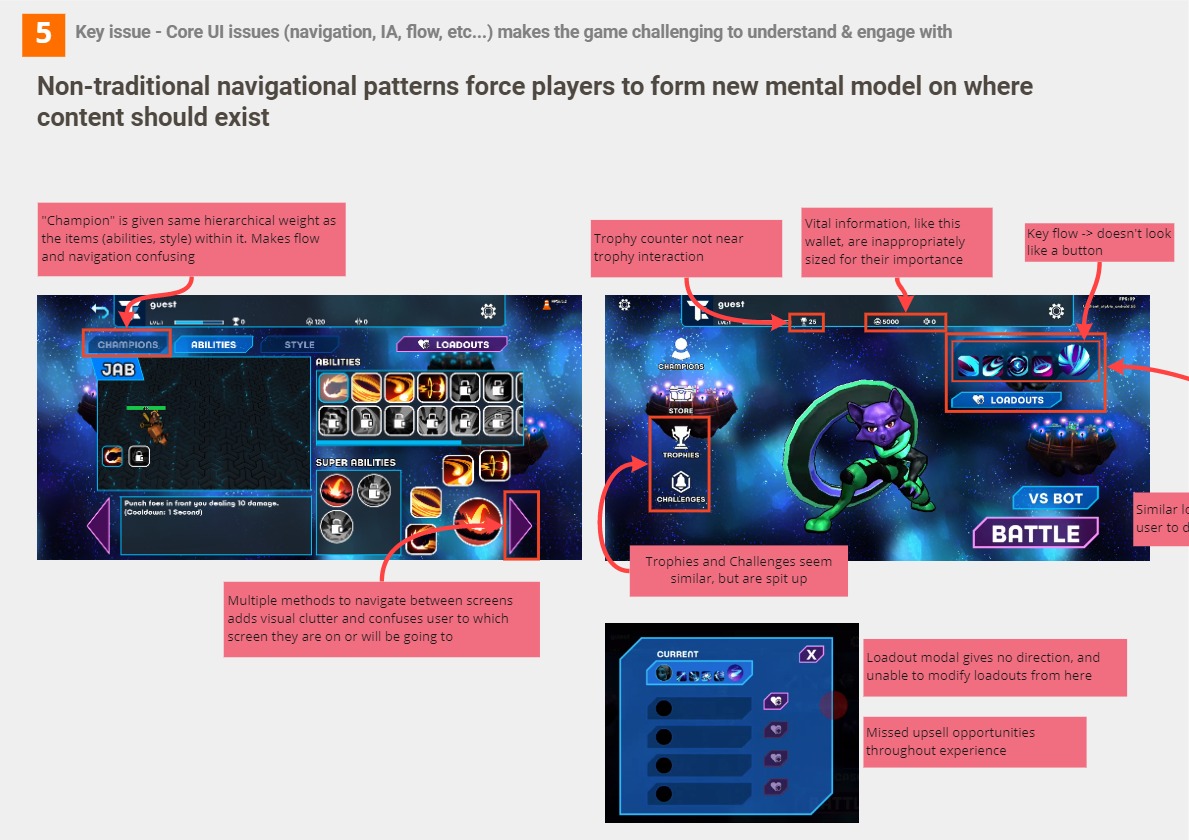 5
Key issue - Core UI issues (navigation, IA, flow, etc...) makes the game challenging to understand & engage with
Non-traditional navigational patterns force players to form new mental model on where
content should exist
"Champion" is given same hierarchical weight as
the items (abilities, style) within it. Makes flow
and navigation confusing
guest
LVL:1
0
120
0
CHAMPIONS
ABILITIES
STYLE
LOADOUTS
JAB
ABILITIES
SUPER ABILITIES
Punch foes in front you dealing 10 damage.
(Cooldown: 1 Second)
Multiple methods to navigate between screens
adds visual clutter and confuses user to which
screen they are on or will be going to
Trophy counter not near
trophy interaction
Vital information, like this
wallet, are inappropriately
sized for their importance
Key flow -> doesn't look
like a button
guest
LVL:1
25
5000
0
CHAMPIONS
STORE
TROPHIES
CHALLENGES
LOADOUTS
VS BOT
BATTLE
Similar lo
user to d
Trophies and Challenges seem
similar, but are spit up
CURRENT
X
Loadout modal gives no direction, and
unable to modify loadouts from here
Missed upsell opportunities
throughout experience